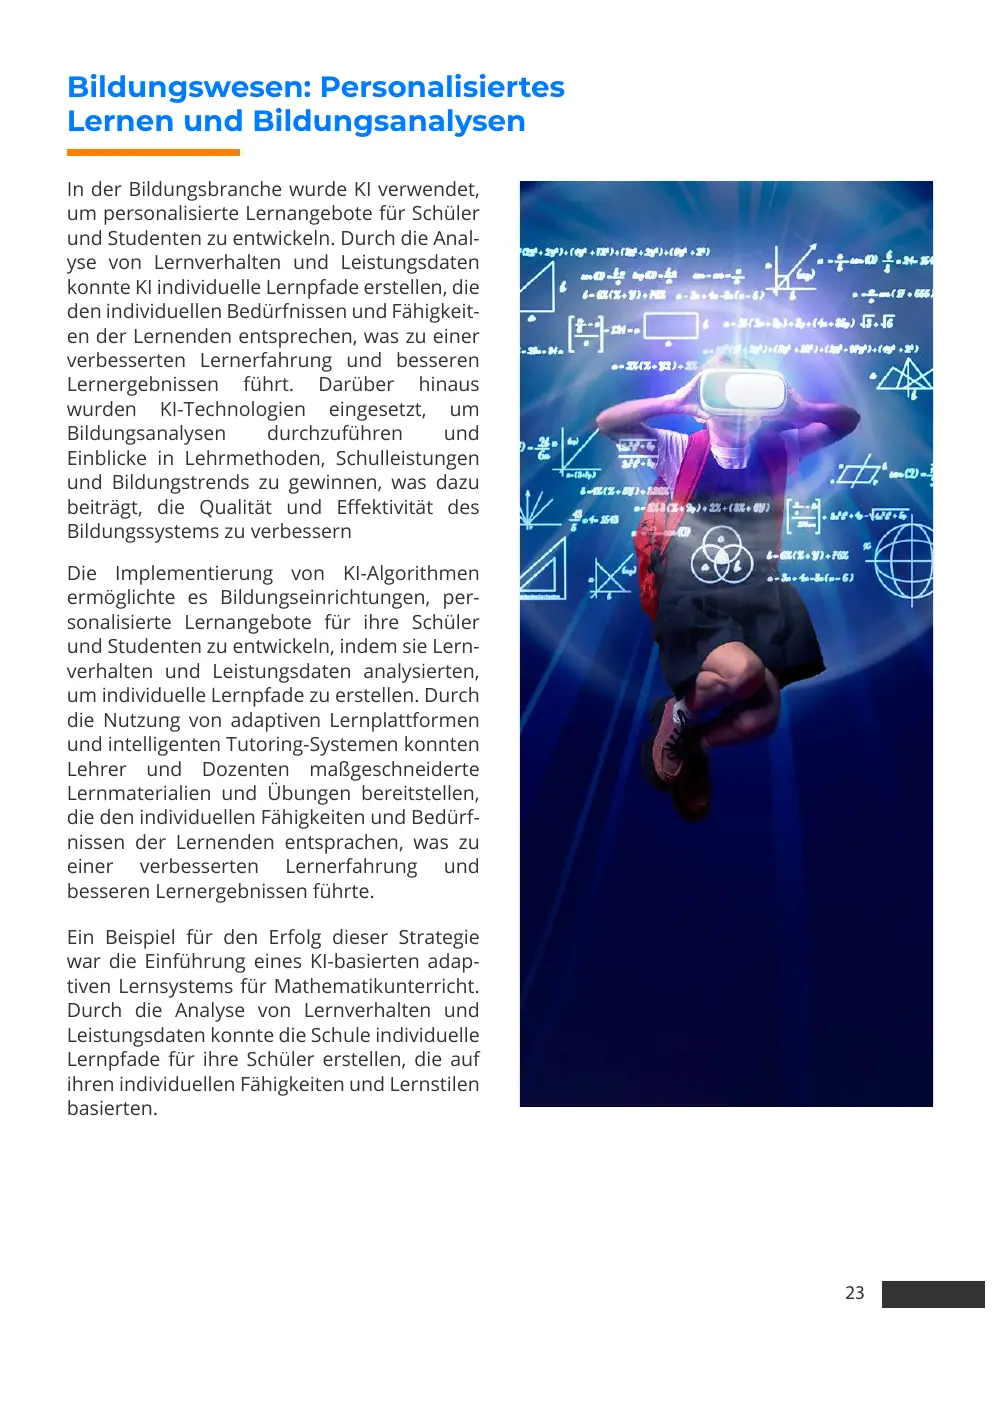 Bildungswesen: Personalisiertes
Lernen und Bildungsanalysen
In der Bildungsbranche wurde KI verwendet,
um personalisierte Lernangebote für Schüler
und Studenten zu entwickeln. Durch die Anal-
yse von Lernverhalten und Leistungsdaten
konnte KI individuelle Lernpfade erstellen, die
den individuellen Bedürfnissen und Fähigkeit-
en der Lernenden entsprechen, was zu einer
verbesserten Lernerfahrung und besseren
Lernergebnissen führt. Darüber hinaus
wurden KI-Technologien eingesetzt, um
Bildungsanalysen durchzuführen und
Einblicke in Lehrmethoden, Schulleistungen
und Bildungstrends zu gewinnen, was dazu
beiträgt, die Qualität und Effektivität des
Bildungssystems zu verbessern
Die Implementierung von KI-Algorithmen
ermöglichte es Bildungseinrichtungen, per-
sonalisierte Lernangebote für ihre Schüler
und Studenten zu entwickeln, indem sie Lern-
verhalten und Leistungsdaten analysierten,
um individuelle Lernpfade zu erstellen. Durch
die Nutzung von adaptiven Lernplattformen
und intelligenten Tutoring-Systemen konnten
Lehrer und Dozenten maßgeschneiderte
Lernmaterialien und Übungen bereitstellen,
die den individuellen Fähigkeiten und Bedürf-
nissen der Lernenden entsprachen, was zu
einer verbesserten Lernerfahrung und
besseren Lernergebnissen führte.
Ein Beispiel für den Erfolg dieser Strategie
war die Einführung eines KI-basierten adap-
tiven Lernsystems für Mathematikunterricht.
Durch die Analyse von Lernverhalten und
Leistungsdaten konnte die Schule individuelle
Lernpfade für ihre Schüler erstellen, die auf
ihren individuellen Fähigkeiten und Lernstilen
basierten.
23